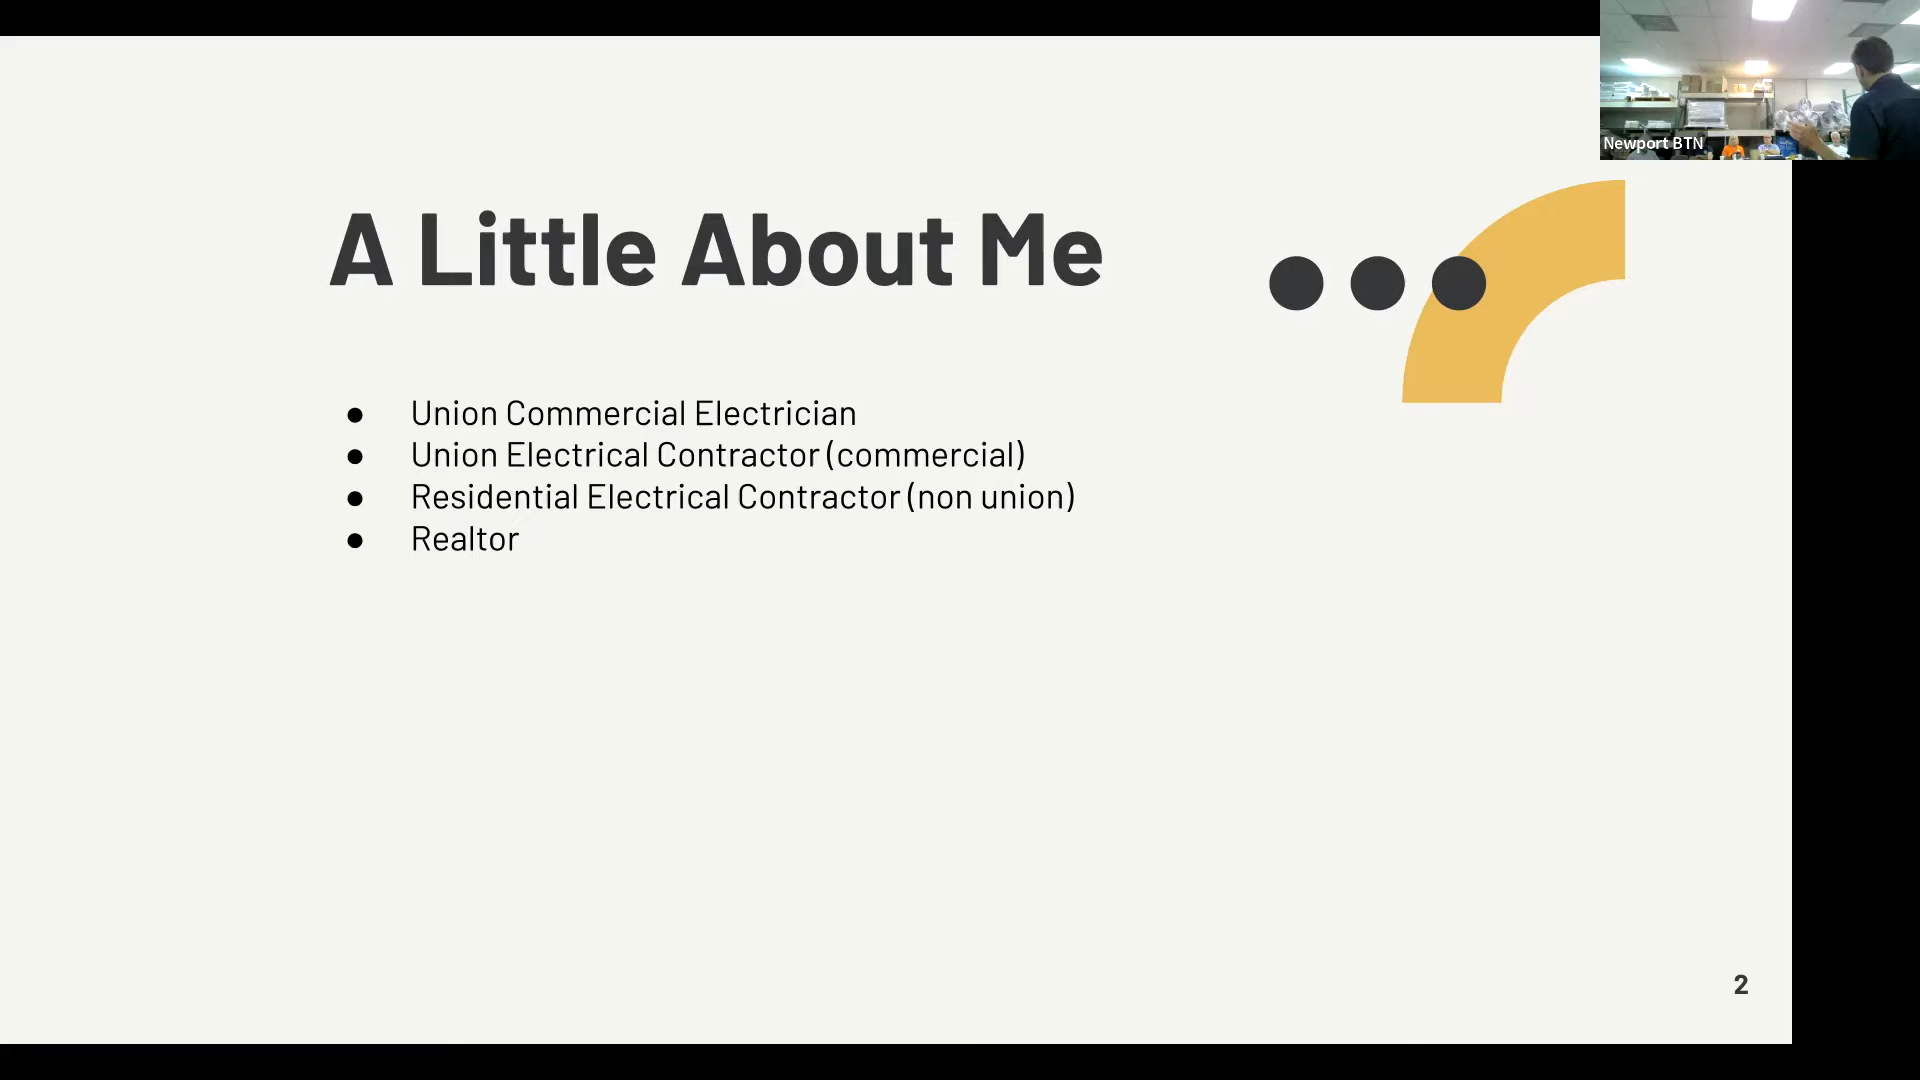 Newport BTN
A Little About Me
● Union Commercial Electrician
● Union Electrical Contractor (commercial)
● Residential Electrical Contractor (non union)
● Realtor
2